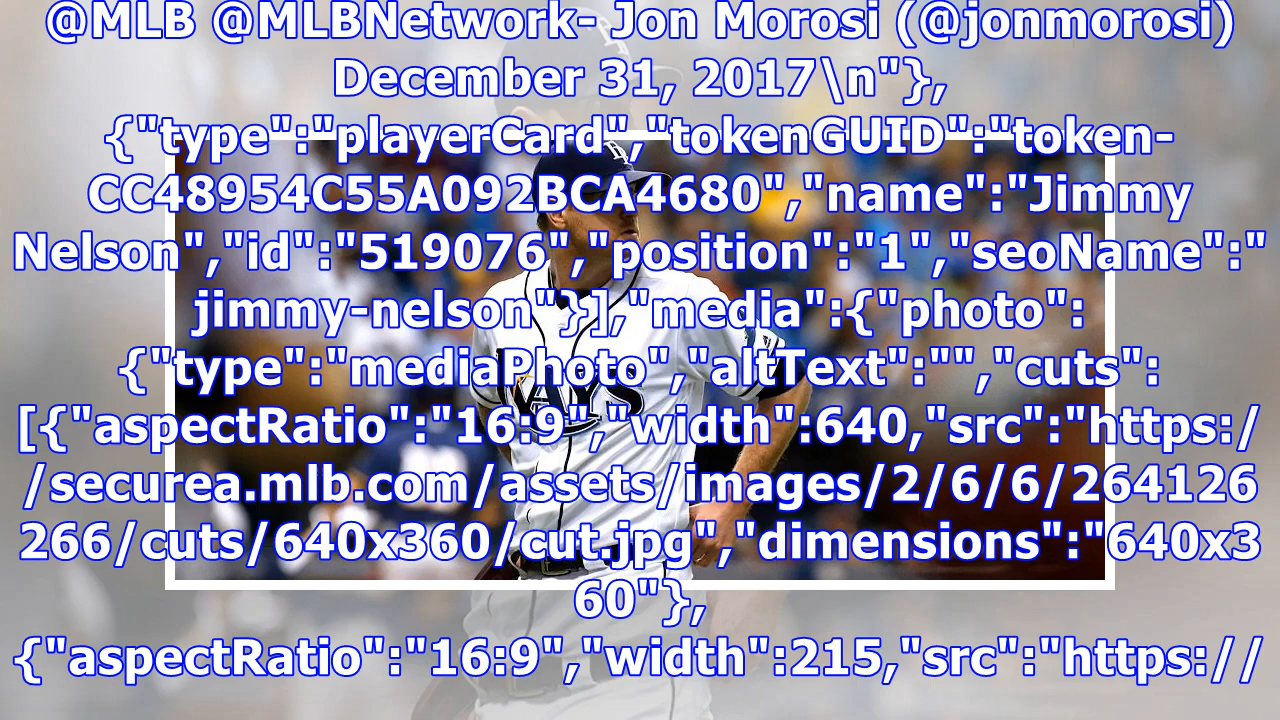 @MLB @MLBNetwork- Jon Morosi (@jonmorosi)
December 31, 2017\n"},
{"type":"playerCard","tokenGUID":"token-
CC48954C55A092BCA4680","name":"Jimmy
Nelson","id":"519076","position":"1","seoName":"
jimmy-nelson"}],"media":{"photo":
{"type":"mediaPhoto","altText":"","cuts":
[{"aspectRatio":"16:9","width":640,"src":"https:/
/securea.mlb.com/assets/images/2/6/6/264126
266/cuts/640x360/cut.jpg","dimensions":"640x3
60"},
{"aspectRatio":"16:9","width":215,"src":"https://
RAYS